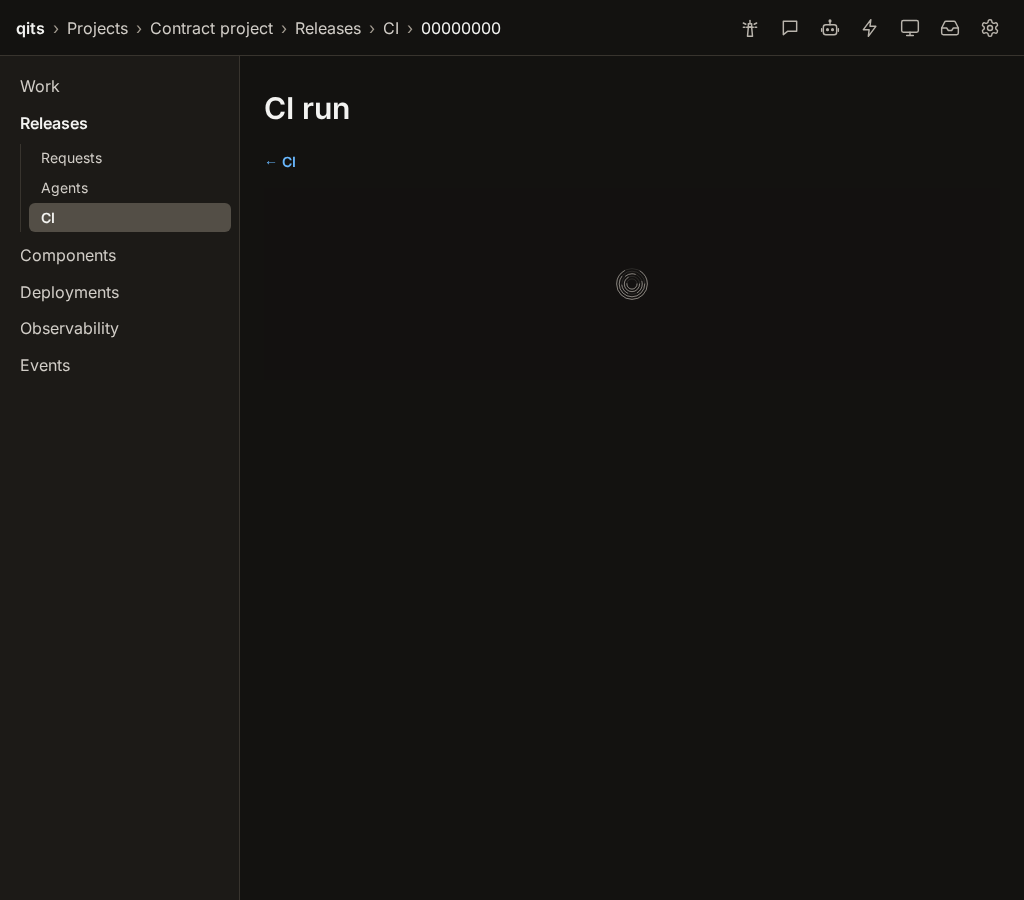 qits › Projects › Contract project › Releases › CI › 00000000
Work
Releases
Requests
Agents
CI
Components
Deployments
Observability
Events
CI run
← CI